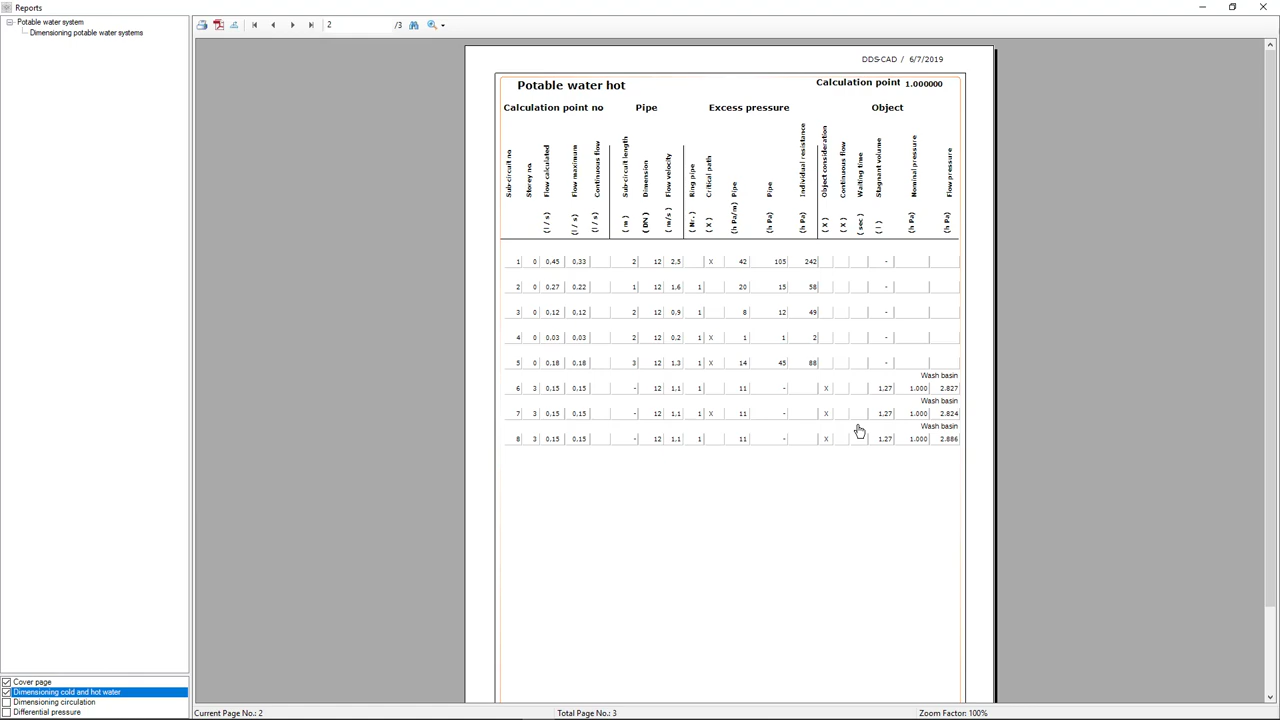 Reports
Potable water system
Dimensioning potable water systems
2 /3
DDS-CAD / 6/7/2019
Potable water hot Calculation point 1.000000
Calculation point no Pipe Excess pressure Object
Sub-circuit no
Storey no.
Flow calculated (l / s)
Flow maximum (l / s)
Continuous flow (l / s)
Sub-circuit length ( m )
Dimension ( DN )
Flow velocity ( m/s )
Ring pipe ( Nr. )
Critical path ( X )
Pipe (h Pa/m)
Pipe (h Pa)
Individual resistance (h Pa)
Object consideration ( X )
Continuous flow ( X )
Waiting time ( sec )
Stagnant volume ( l )
Nominal pressure (h Pa)
Flow pressure (h Pa)
1 0 0,45 0,33 2 12 2,5 X 42 105 242 -
2 0 0,27 0,22 1 12 1,6 1 20 15 58 -
3 0 0,12 0,12 2 12 0,9 1 8 12 49 -
4 0 0,03 0,03 2 12 0,2 1 X 1 1 2 -
5 0 0,18 0,18 3 12 1,3 1 X 14 45 88 -
Wash basin
6 3 0,15 0,15 - 12 1,1 1 11 - X 1,27 1.000 2.827
Wash basin
7 3 0,15 0,15 - 12 1,1 1 X 11 - X 1,27 1.000 2.824
Wash basin
8 3 0,15 0,15 - 12 1,1 1 11 - X 1,27 1.000 2.886
Cover page
Dimensioning cold and hot water
Dimensioning circulation
Differential pressure
Current Page No.: 2 Total Page No.: 3 Zoom Factor: 100%